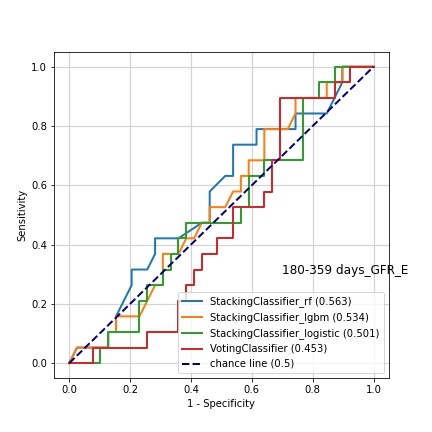 1.0
0.8
0.6
0.4
0.2
0.0
Sensitivity
180-359 days_GFR_E
StackingClassifier_rf (0.563)
StackingClassifier_lgbm (0.534)
StackingClassifier_logistic (0.501)
VotingClassifier (0.453)
chance line (0.5)
0.0 0.2 0.4 0.6 0.8 1.0
1 - Specificity